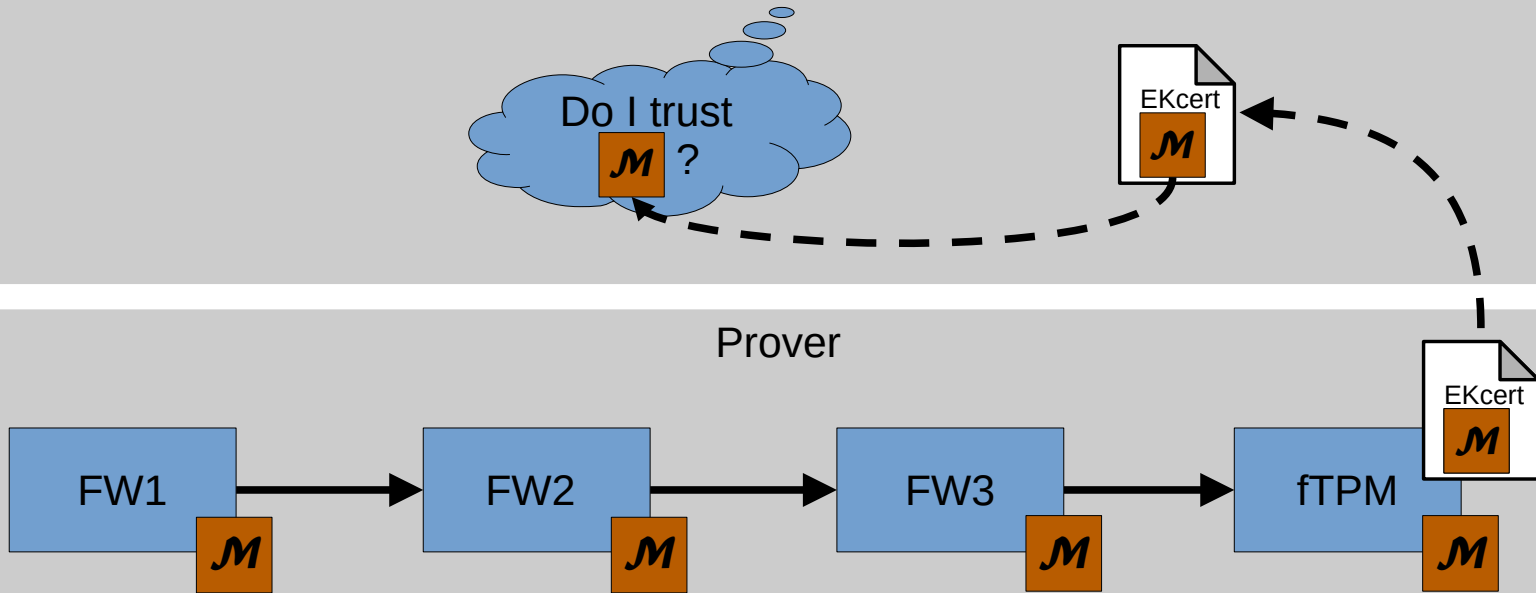 Do I trust
ℳ ?
EKcert
ℳ
Prover
EKcert
ℳ
FW1
FW2
FW3
fTPM
ℳ
ℳ
ℳ
ℳ